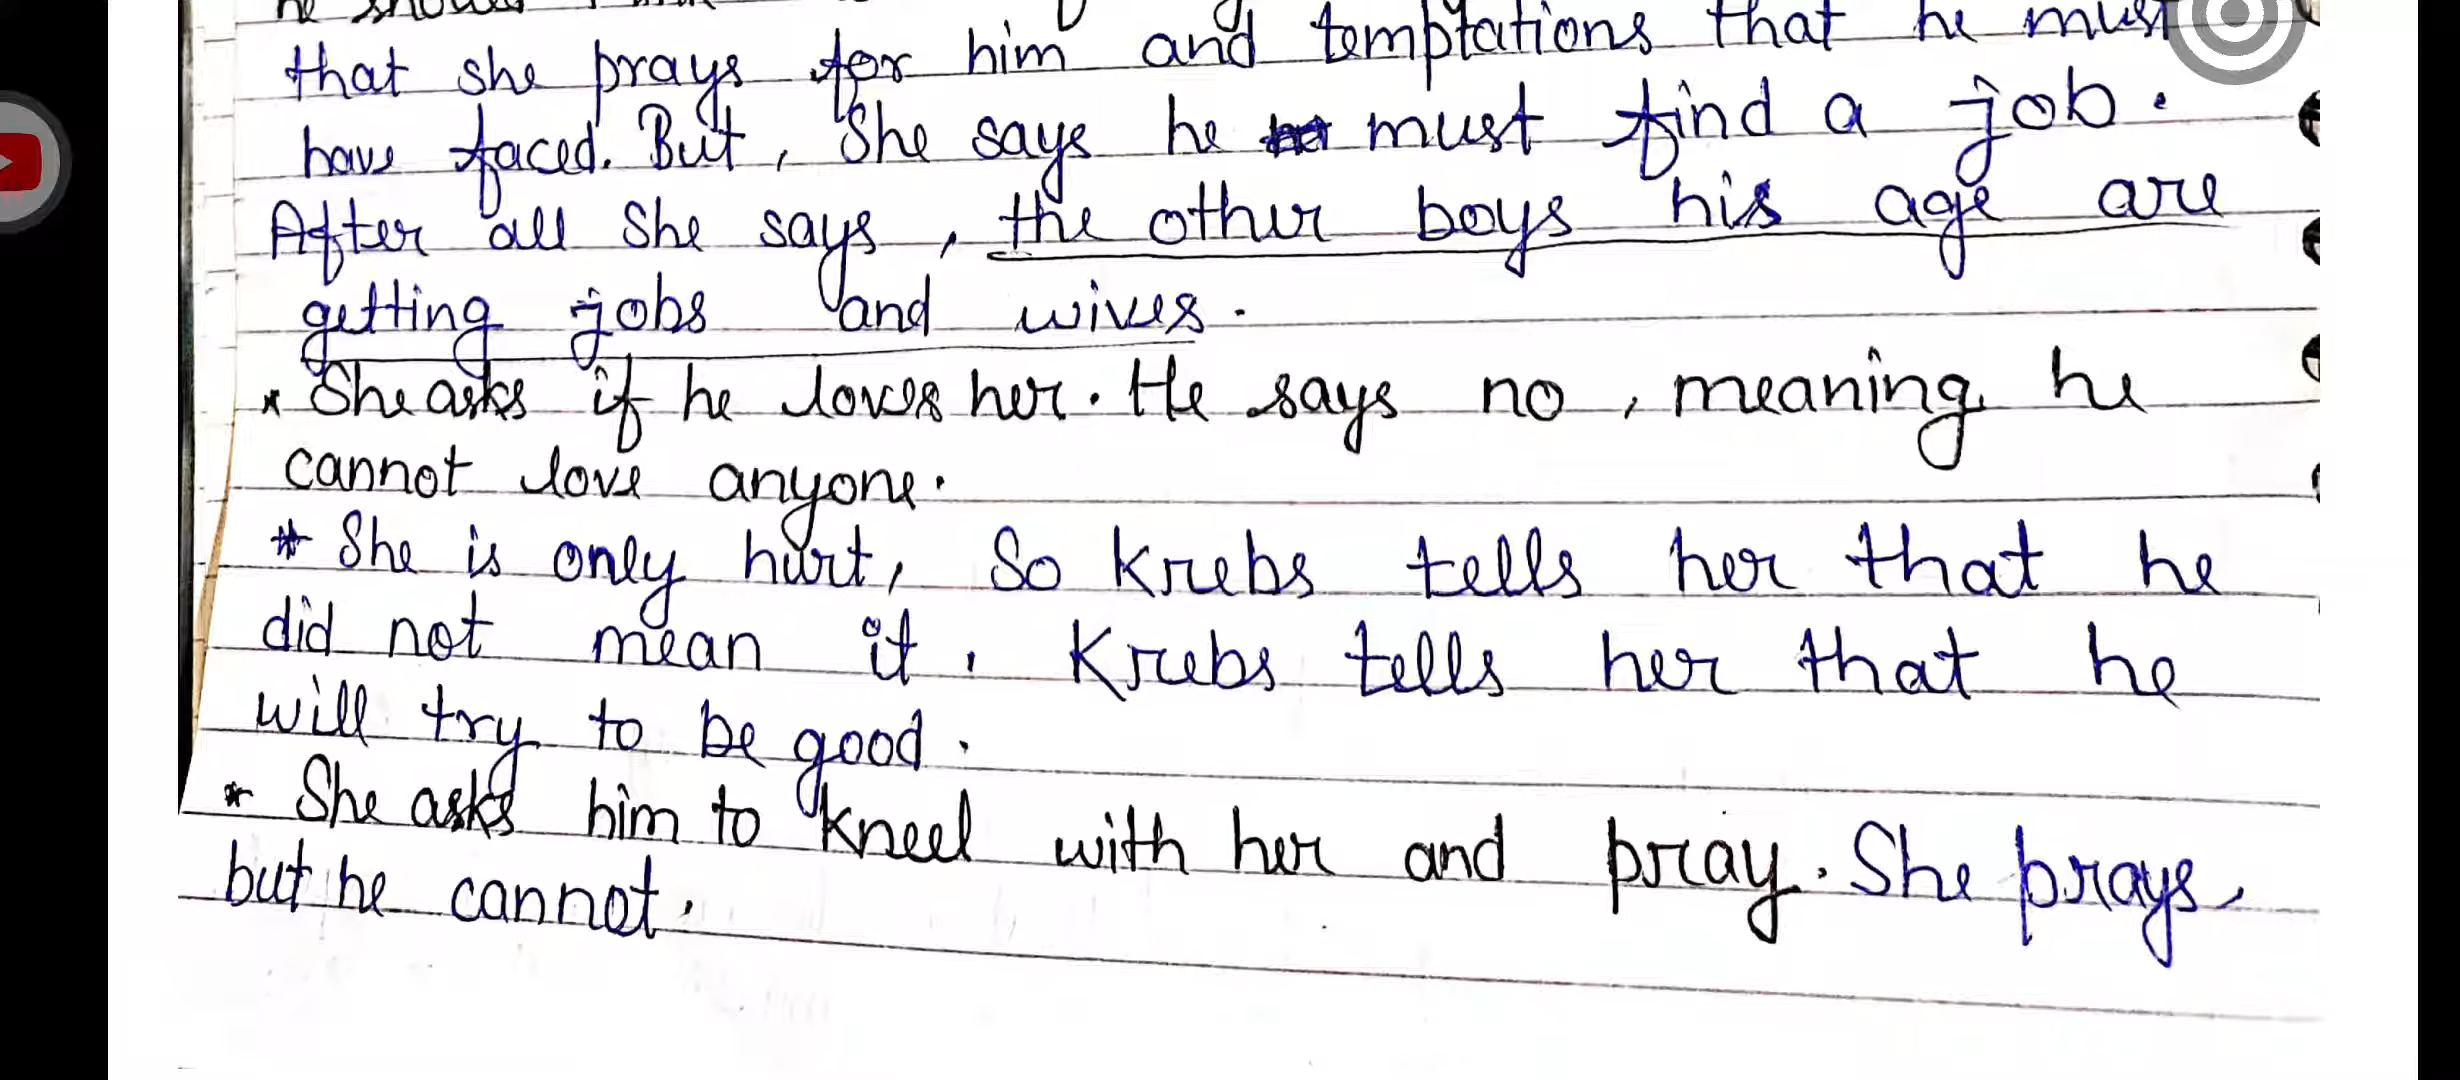 that she prays for him and temptations that he must
have faced. But, She says he must find a job.
After all She says, the other boys his age are
getting jobs and wives.
* She asks if he loves her. He says no, meaning he
cannot love anyone.
* She is only hurt, So Krebs tells her that he
did not mean it. Krebs tells her that he
will try to be good.
* She asks him to kneel with her and pray. She prays,
but he cannot.